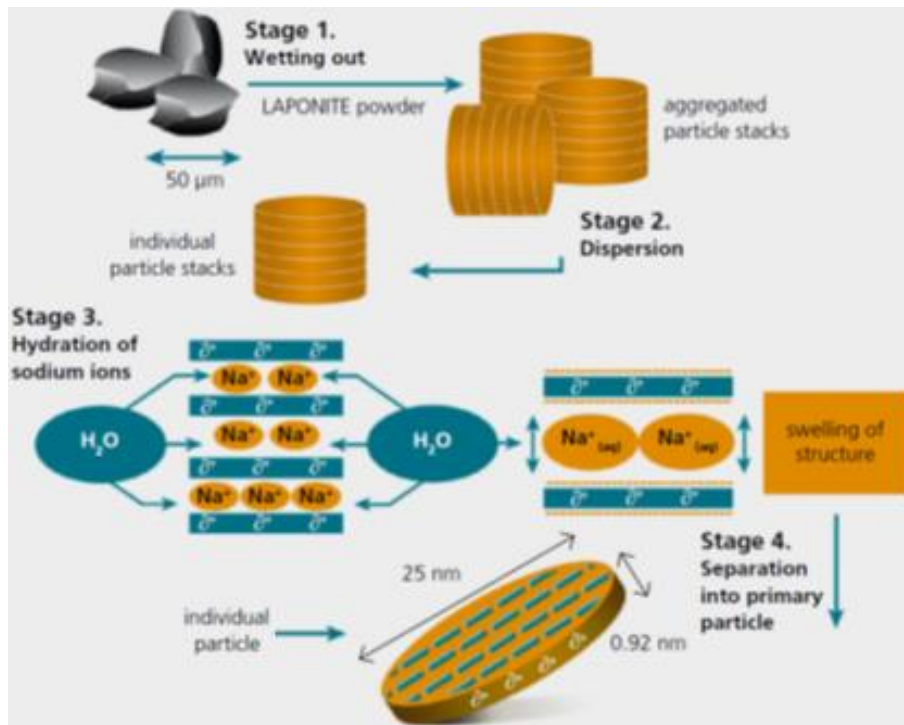 Stage 1.
Wetting out
LAPONITE powder
50 μm
aggregated
particle stacks
Stage 2.
Dispersion
individual
particle stacks
Stage 3.
Hydration of
sodium ions
H₂O
Na⁺ Na⁺
Na⁺ Na⁺
Na⁺ Na⁺ Na⁺
H₂O
Na⁺(aq) Na⁺(aq)
swelling of
structure
Stage 4.
Separation
into primary
particle
25 nm
0.92 nm
individual
particle